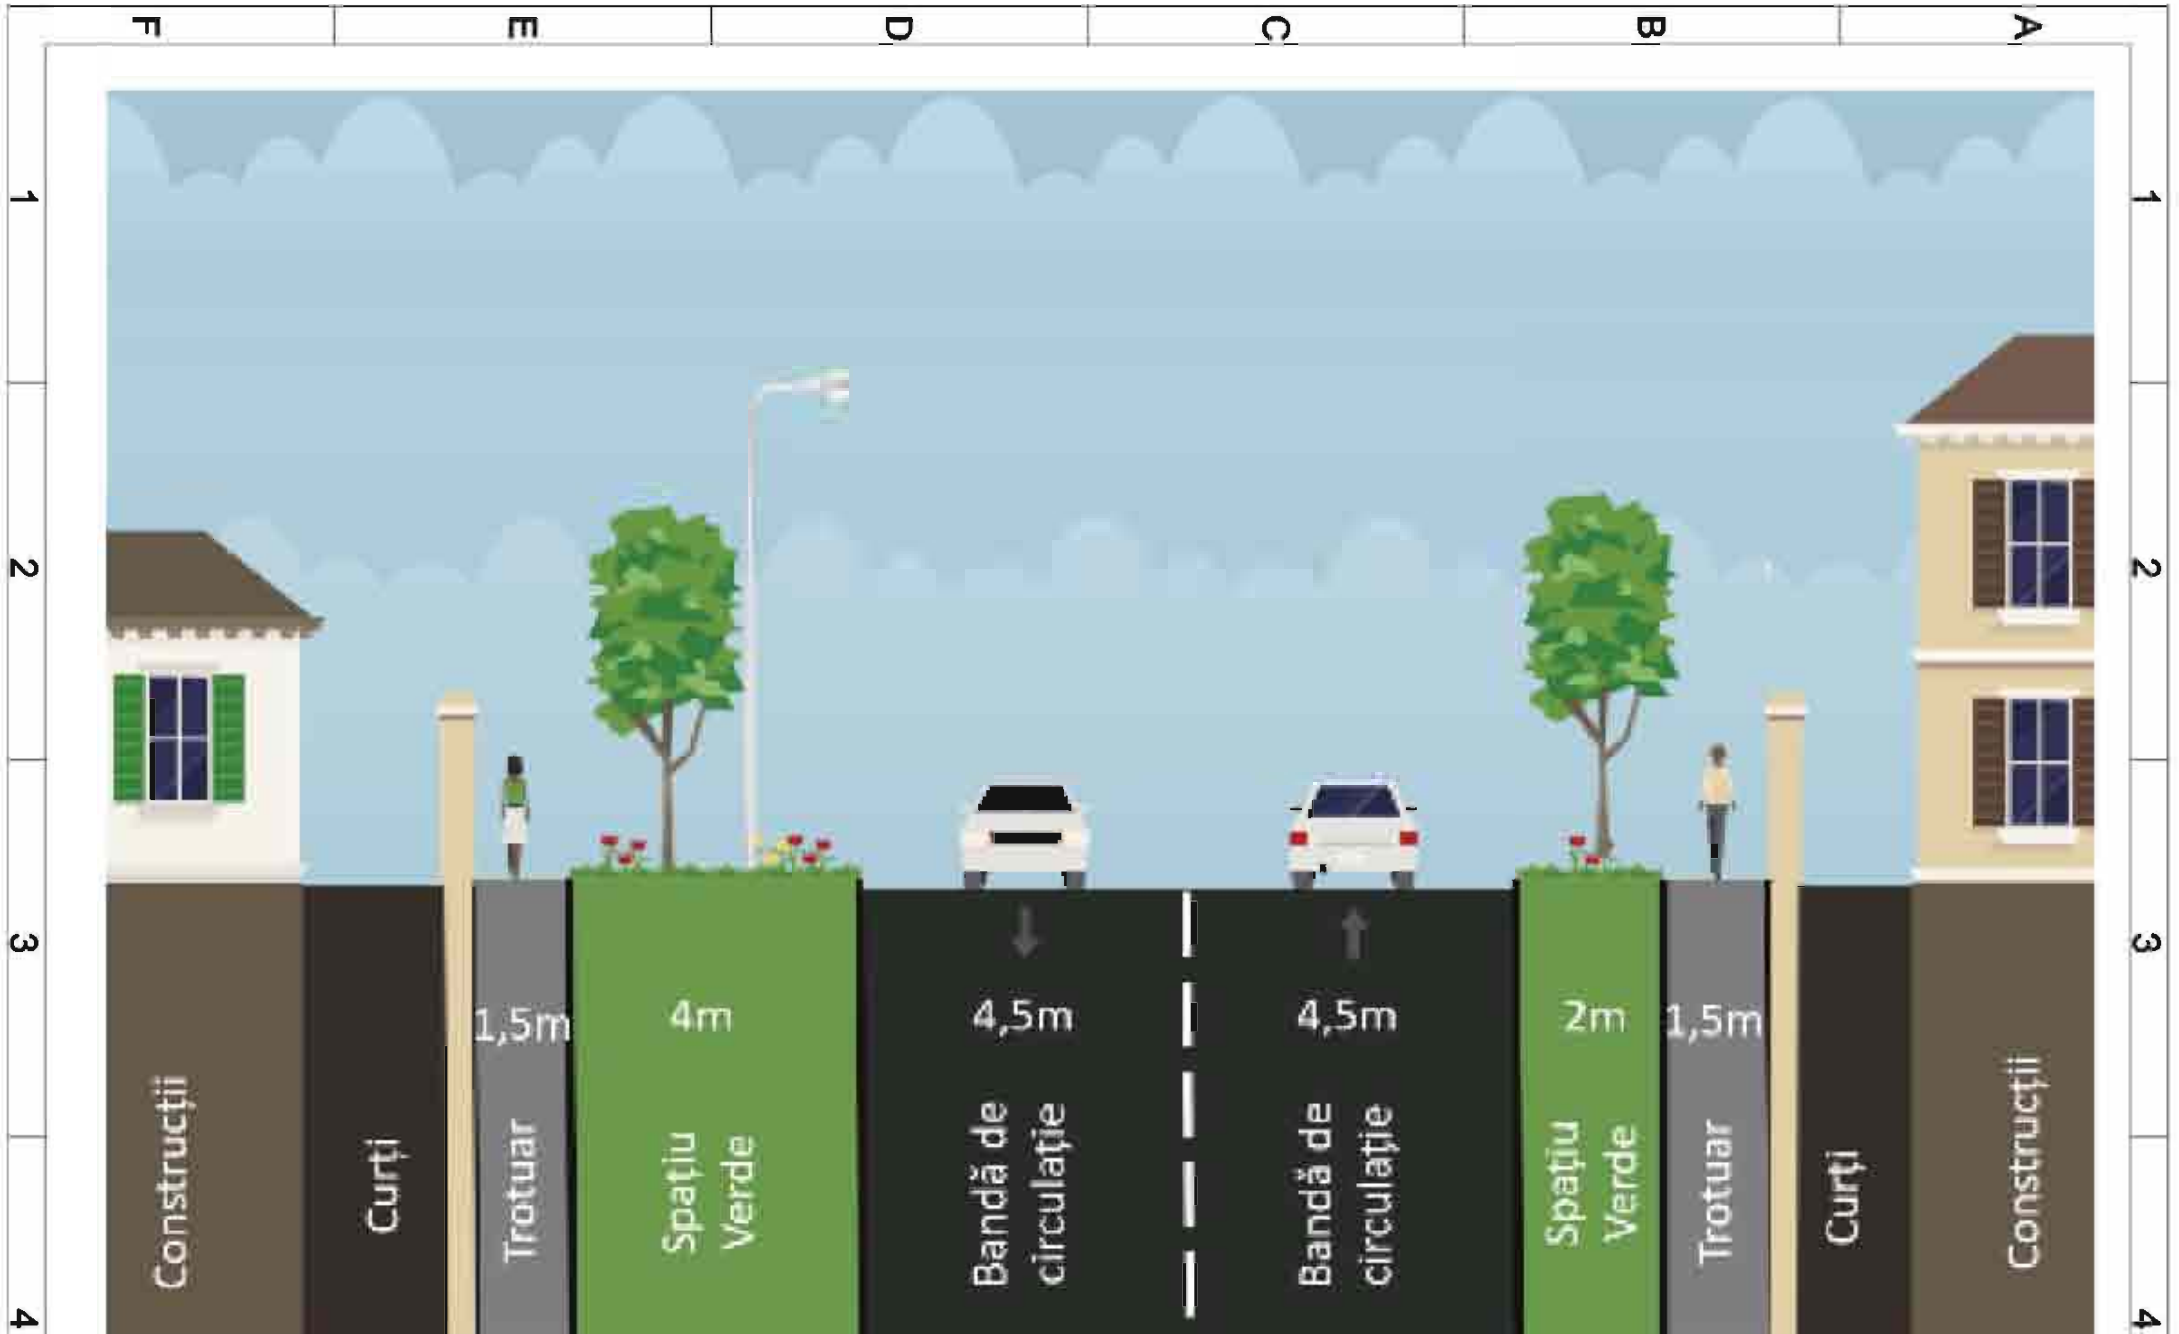 F E D C B A
1 1
2 2
3 3
1,5m 4m 4,5m 4,5m 2m 1,5m
Construcții
Curți
Trotuar
Spațiu
Verde
Bandă de
circulație
Bandă de
circulație
Spațiu
Verde
Trotuar
Curți
Construcții
4 4